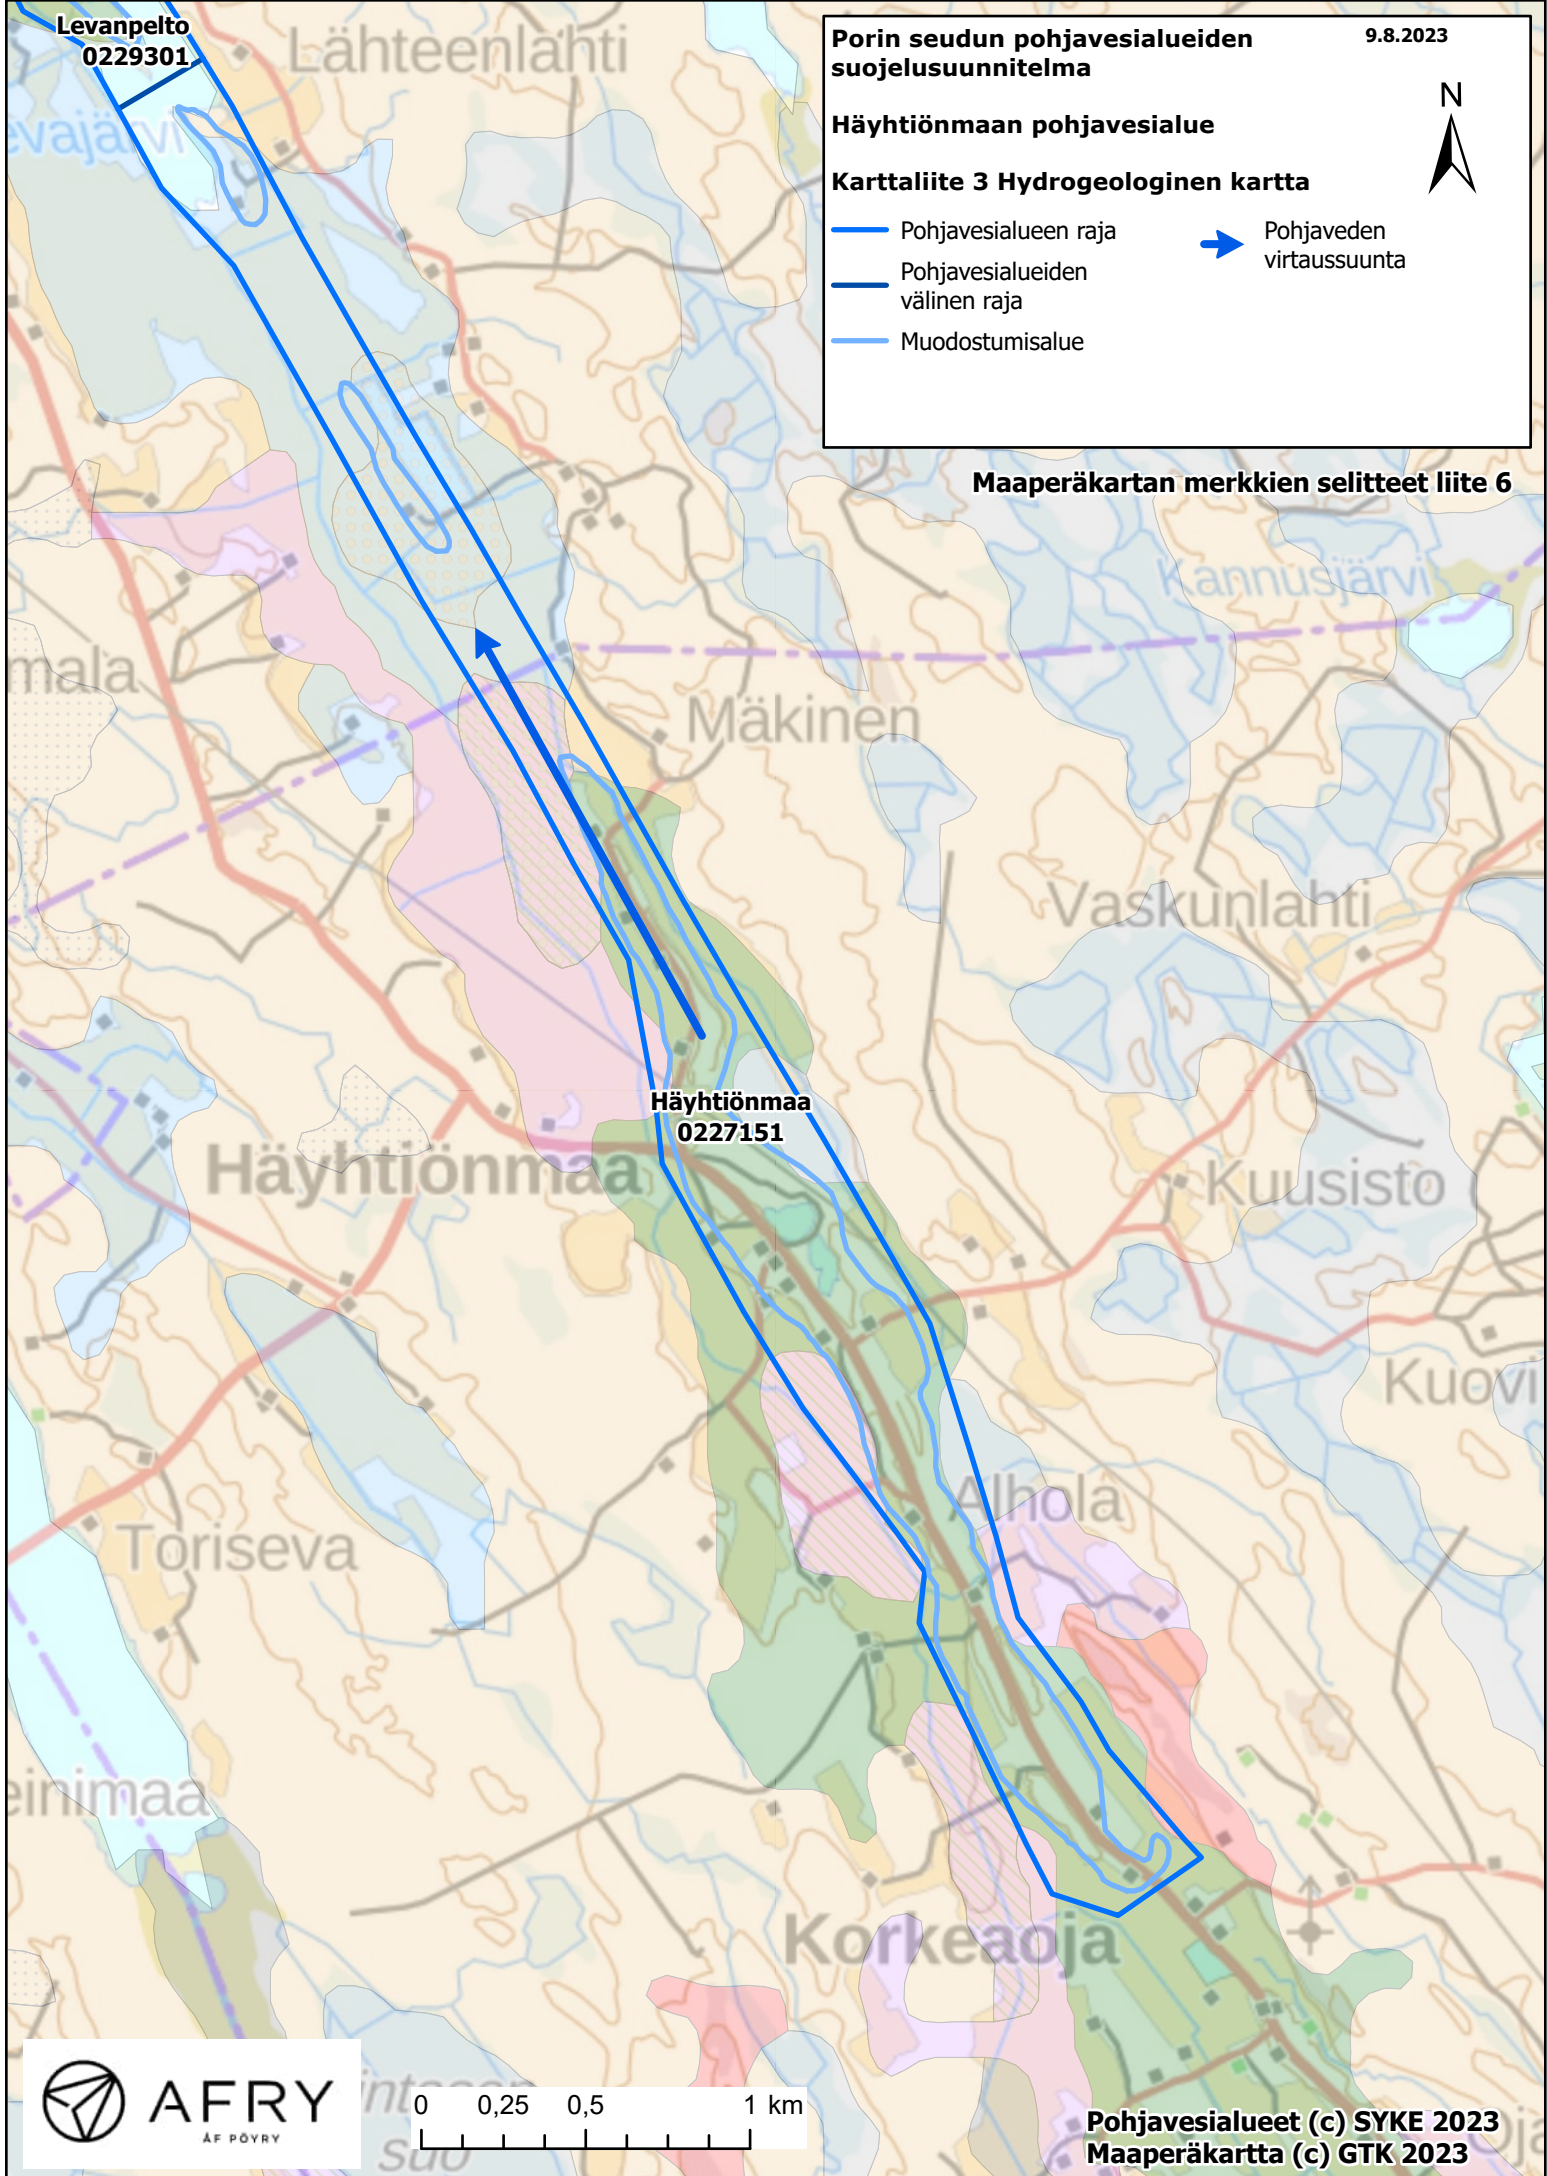 Levanpelto
0229301
Lähteenlahti
Porin seudun pohjavesialueiden
suojelusuunnitelma
9.8.2023
Häyhtiönmaan pohjavesialue
N
Karttaliite 3 Hydrogeologinen kartta
Pohjavesialueen raja
Pohjavesialueiden
välinen raja
Muodostumisalue
Pohjaveden
virtaussuunta
evajärvi
Maaperäkartan merkkien selitteet liite 6
Kannusjärvi
mala
Mäkinen
Vaskunlahti
Häyhtiönmaa
0227151
Häyhtiönmaa
Kuusisto
Kuovi
Alhola
Toriseva
einimaa
Korkeaoja
AFRY
ÅF PÖYRY
suo
0 0,25 0,5 1 km
Pohjavesialueet (c) SYKE 2023
Maaperäkartta (c) GTK 2023